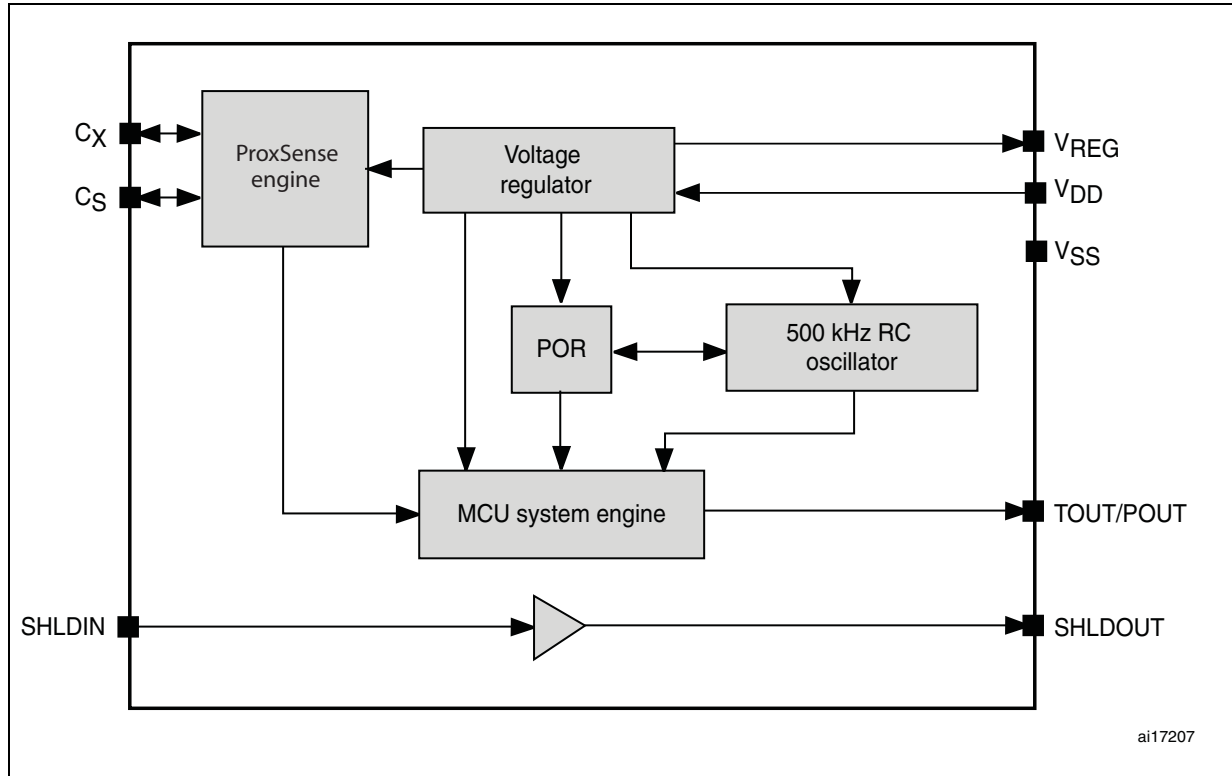 CX
CS
ProxSense
engine
Voltage
regulator
VREG
VDD
VSS
POR
500 kHz RC
oscillator
MCU system engine
TOUT/POUT
SHLDIN
SHLDOUT
ai17207